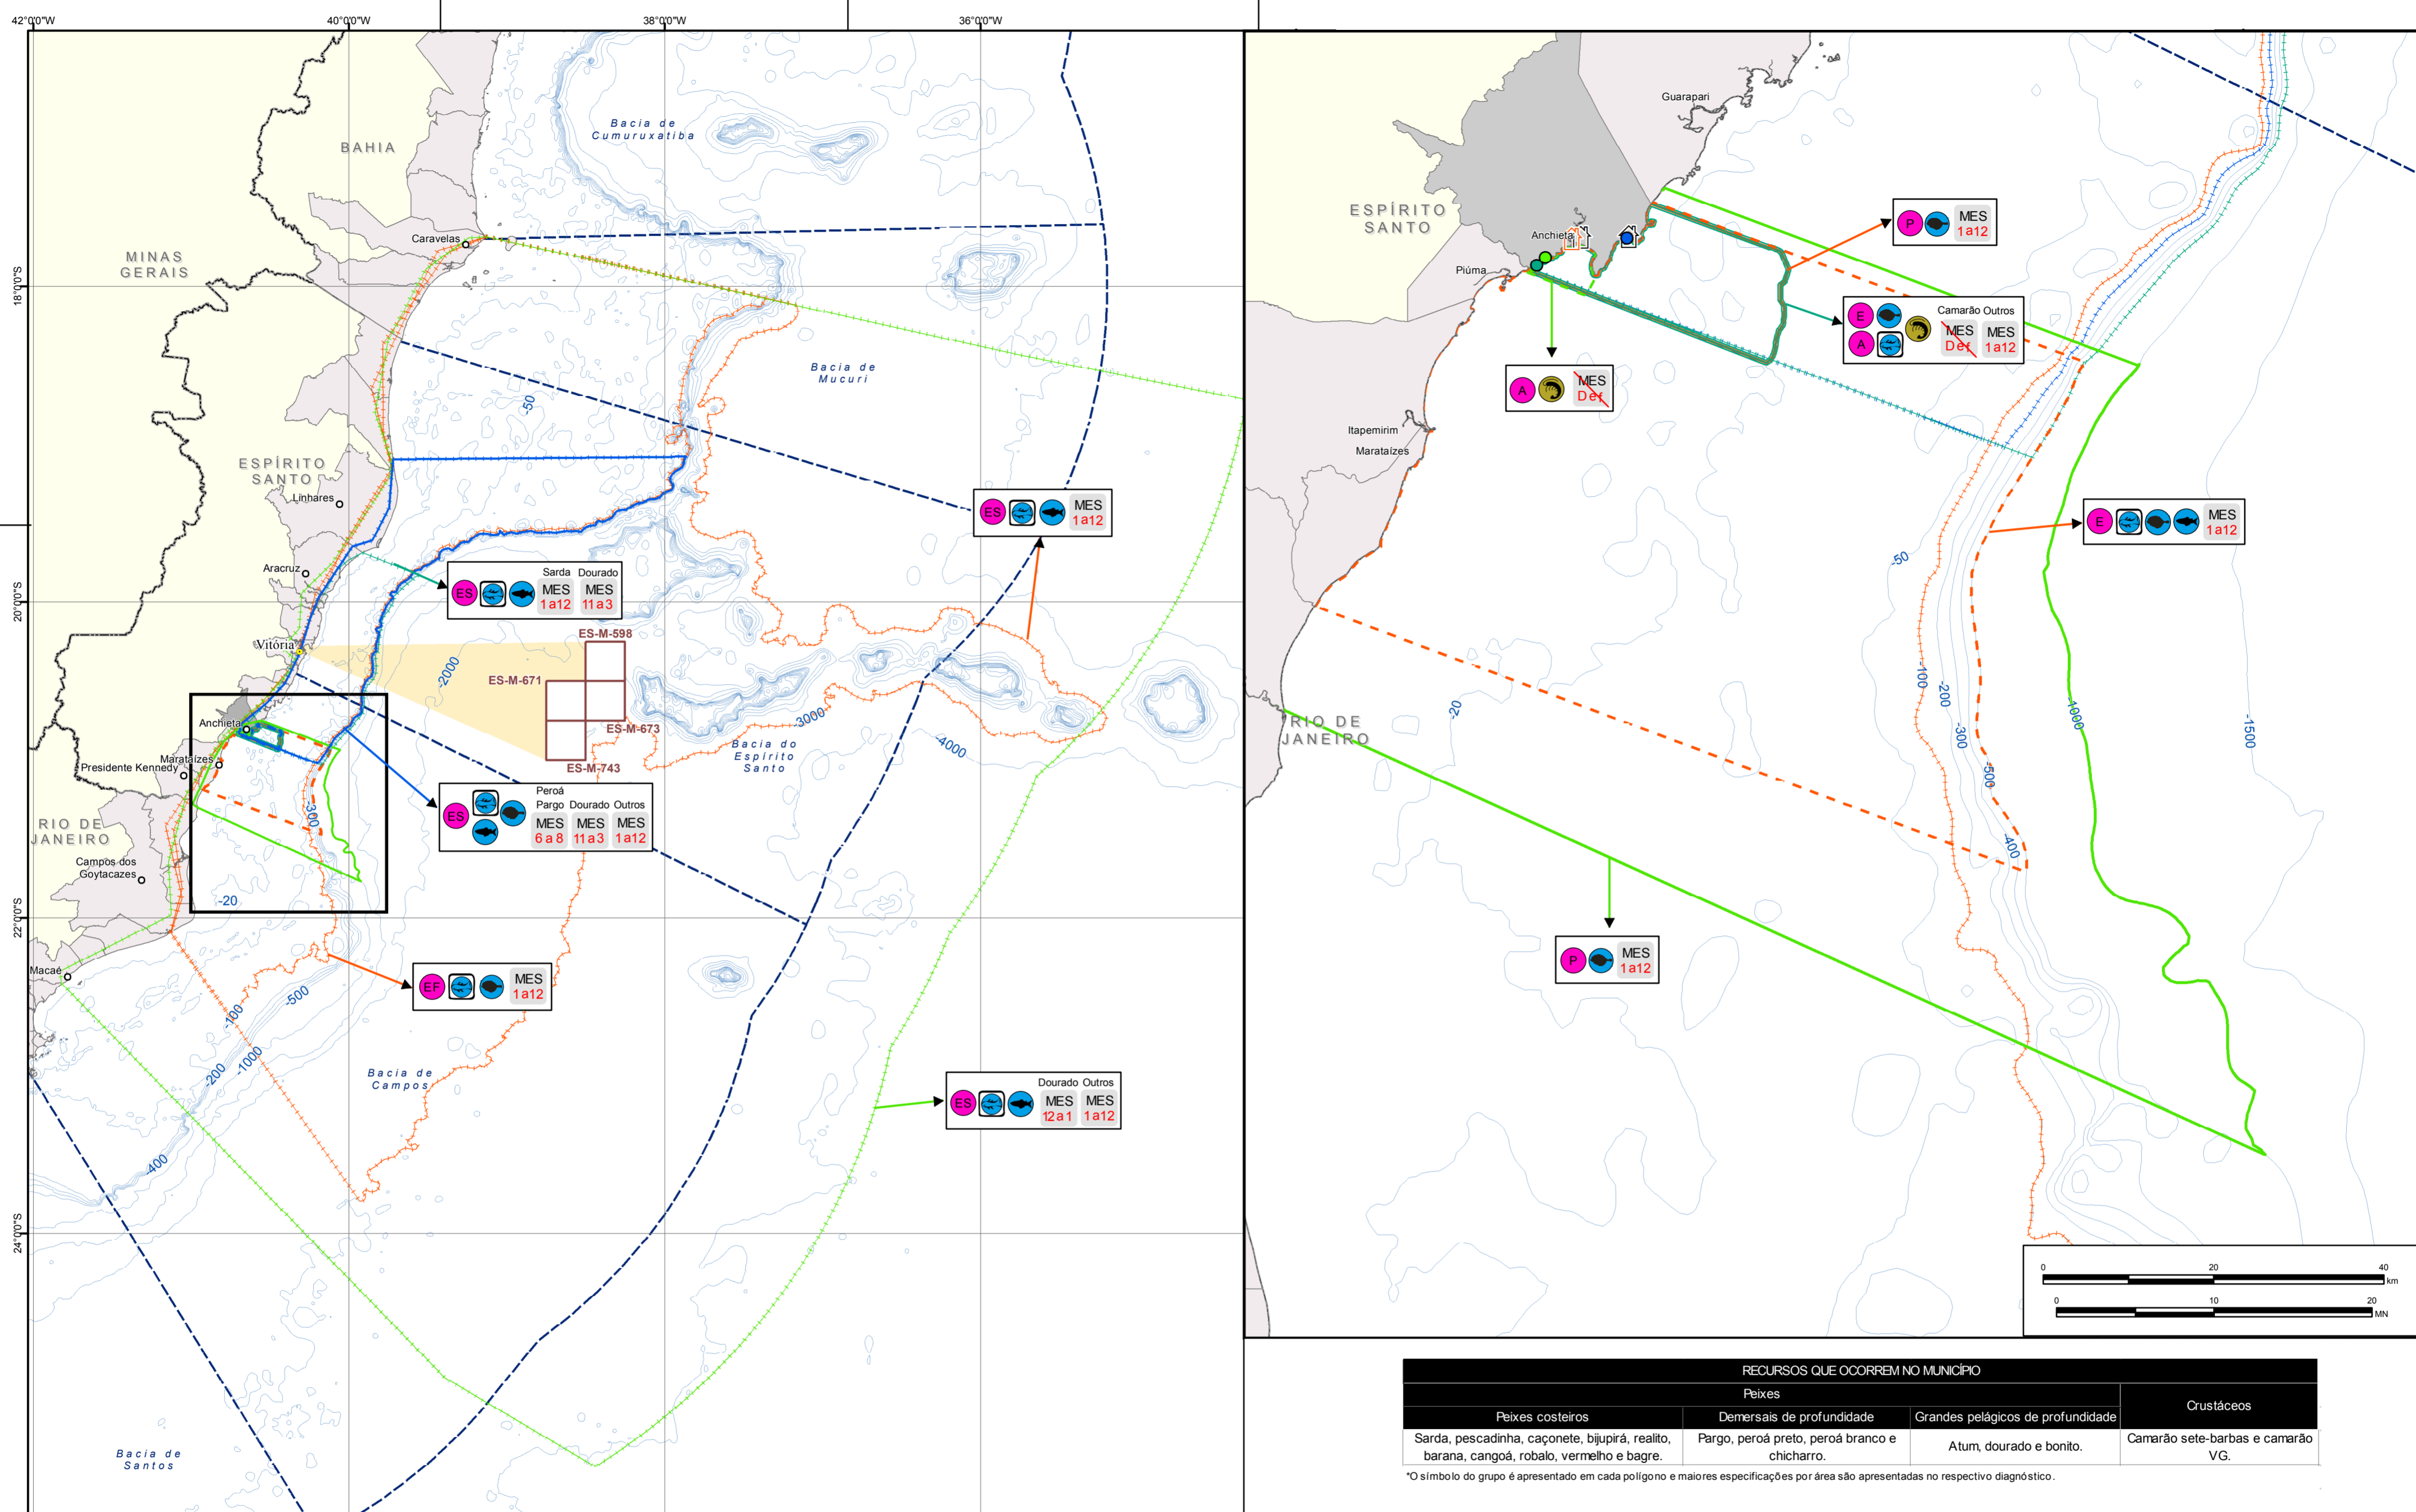 42°0'0"W
40°0'0"W
38°0'0"W
36°0'0"W
18°0'0"S
20°0'0"S
22°0'0"S
24°0'0"S
BAHIA
MINAS
GERAIS
ESPÍRITO
SANTO
RIO DE
JANEIRO
Caravelas
Linhares
Aracruz
Vitória
Anchieta
Marataízes
Presidente Kennedy
Campos dos
Goytacazes
Macaé
Bacia de
Cumuruxatiba
Bacia de
Mucuri
Bacia do
Espírito
Santo
Bacia de
Campos
Bacia de
Santos
-50
-2000
-3000
-4000
-300
-20
-500
-100
-200
-1000
-400
ES-M-598
ES-M-671
ES-M-673
ES-M-743
ES
MES
1a12
Sarda Dourado
ES
MES MES
1a12 11a3
Peroá
Pargo Dourado Outros
ES
MES MES MES
6a8 11a3 1a12
EF
MES
1a12
Dourado Outros
ES
MES MES
12a1 1a12
Guarapari
ESPÍRITO
SANTO
Anchieta
Piúma
Itapemirim
Marataízes
RIO DE
JANEIRO
P
MES
1a12
Camarão Outros
E
A
MES MES
Def 1a12
A
MES
Def
E
MES
1a12
P
MES
1a12
-50
-20
-100
-200
-300
-500
-400
-1000
-1500
0 20 40
km
0 10 20
MN
RECURSOS QUE OCORREM NO MUNICÍPIO
Peixes
Crustáceos
Peixes costeiros
Demersais de profundidade
Grandes pelágicos de profundidade
Sarda, pescadinha, caçonete, bijupirá, realito,
barana, cangoá, robalo, vermelho e bagre.
Pargo, peroá preto, peroá branco e
chicharro.
Atum, dourado e bonito.
Camarão sete-barbas e camarão
VG.
*O símbolo do grupo é apresentado em cada polígono e maiores especificações por área são apresentadas no respectivo diagnóstico.